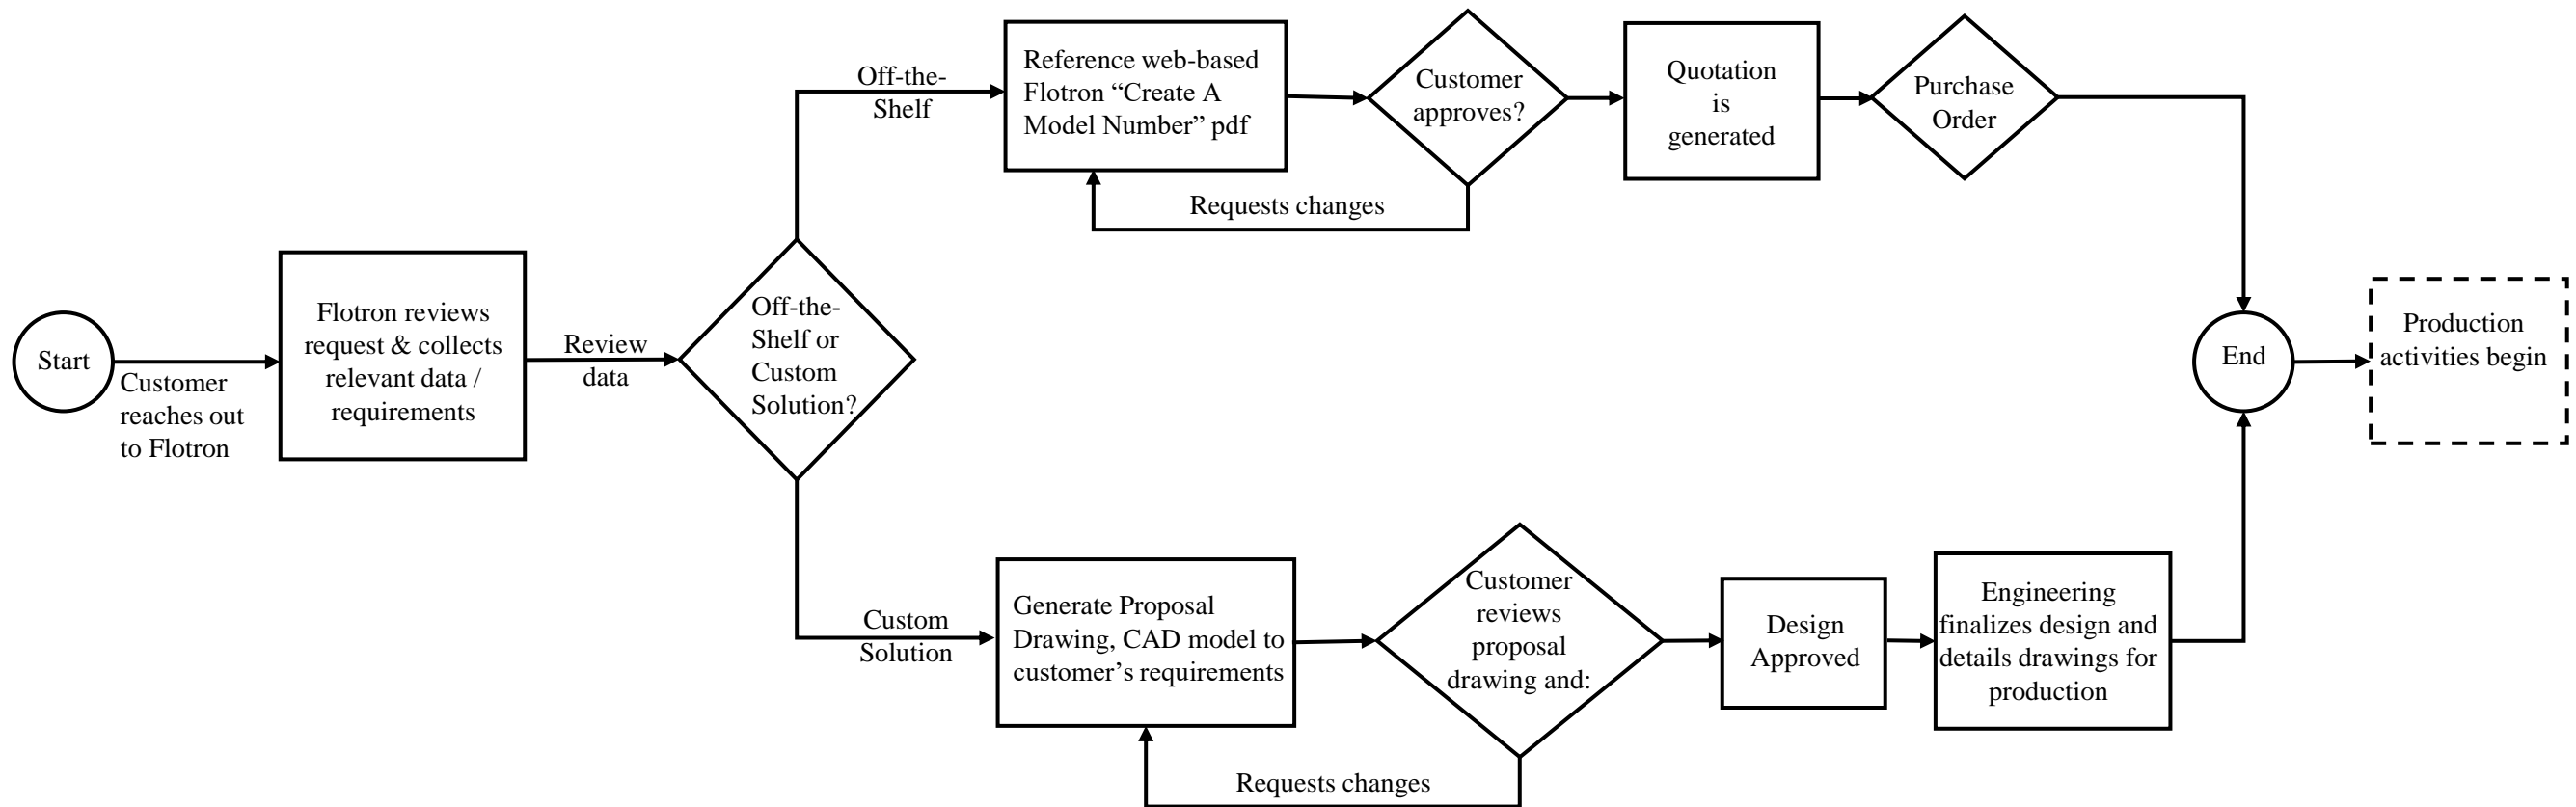 Start
Customer
reaches out
to Flotron
Flotron reviews
request & collects
relevant data /
requirements
Review
data
Off-the-
Shelf or
Custom
Solution?
Off-the-
Shelf
Reference web-based
Flotron “Create A
Model Number” pdf
Customer
approves?
Requests changes
Quotation
is
generated
Purchase
Order
Custom
Solution
Generate Proposal
Drawing, CAD model to
customer’s requirements
Customer
reviews
proposal
drawing and:
Requests changes
Design
Approved
Engineering
finalizes design and
details drawings for
production
End
Production
activities begin